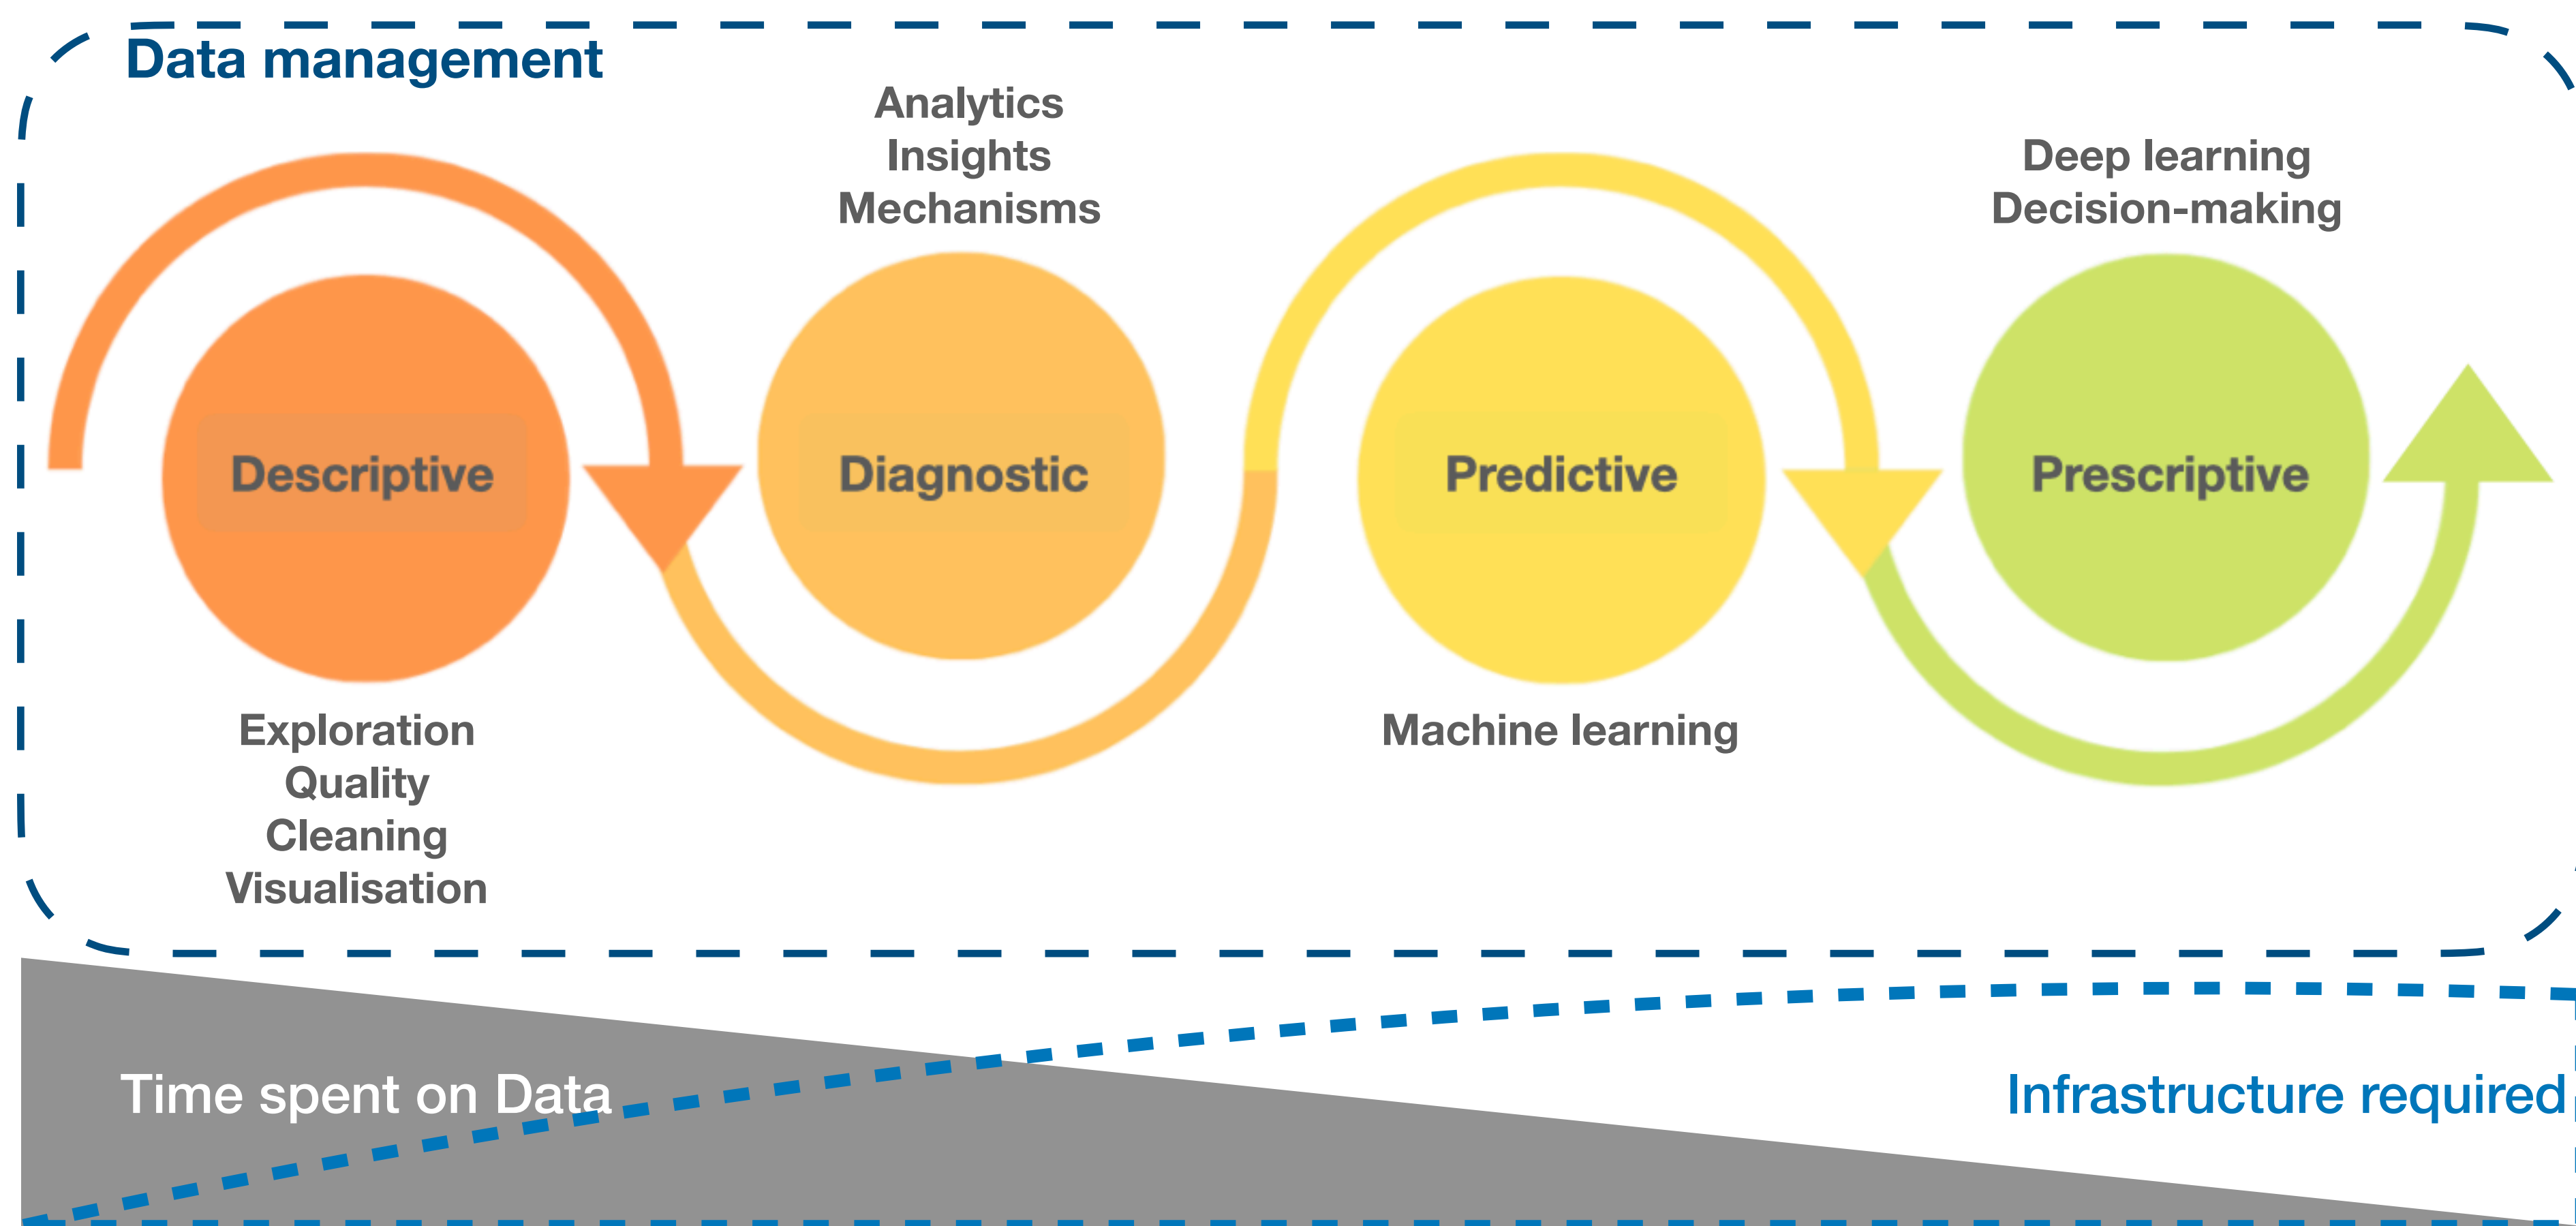 Data management
Analytics
Insights
Mechanisms
Deep learning
Decision-making
Descriptive
Diagnostic
Predictive
Prescriptive
Exploration
Quality
Cleaning
Visualisation
Machine learning
Time spent on Data
Infrastructure required